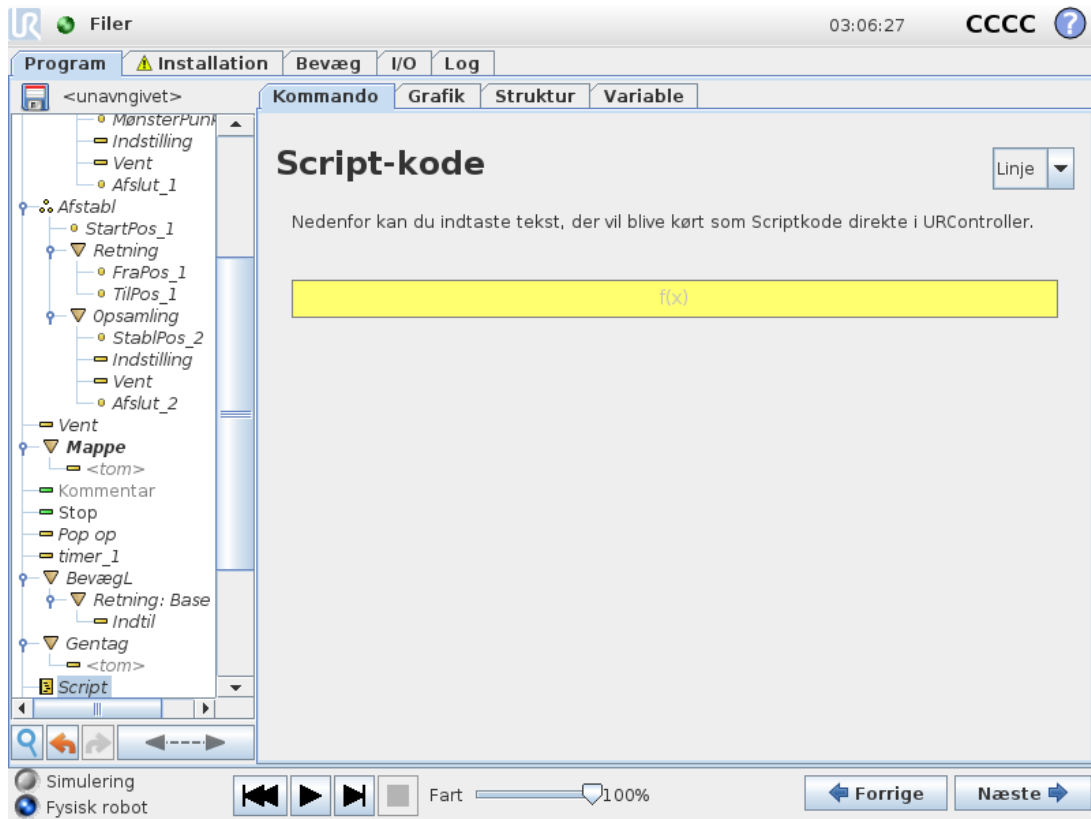 UR Filer 03:06:27 CCCC ?
Program Installation Bevæg I/O Log
<unavngivet>
Kommando Grafik Struktur Variable
MønsterPunk
Indstilling
Vent
Afslut_1
Afstabl
StartPos_1
Retning
FraPos_1
TilPos_1
Opsamling
StablPos_2
Indstilling
Vent
Afslut_2
Vent
Mappe
<tom>
Kommentar
Stop
Pop op
timer_1
BevægL
Retning: Base
Indtil
Gentag
<tom>
Script
Script-kode
Linje
Nedenfor kan du indtaste tekst, der vil blive kørt som Scriptkode direkte i URController.
f(x)
Simulering
Fysisk robot
Fart 100%
Forrige Næste